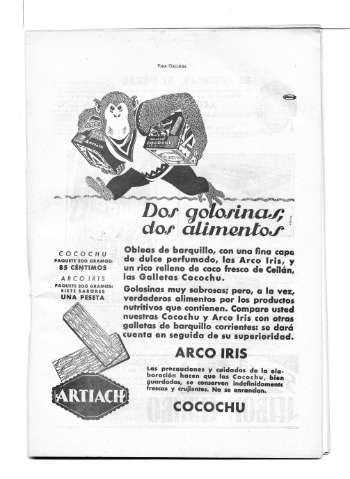 Dos golosinas;
dos alimentos
COCOCHU
PAQUETE 200 GRAMOS:
85 CÉNTIMOS
ARCO IRIS
PAQUETE 200 GRAMOS:
SIETE SABORES
UNA PESETA
Obleas de barquillo, con una fina capa
de dulce perfumado, las Arco Iris, y
un rico relleno de coco fresco de Ceilán,
las Galletas Cocochu.
Golosinas muy sabrosas; pero, a la vez,
verdaderos alimentos por los productos
nutritivos que contienen. Compare usted
nuestras Cocochu y Arco Iris con otras
galletas de barquillo corrientes: se dará
cuenta en seguida de su superioridad.
ARCO IRIS
Las precauciones y cuidados de la ela-
boración hacen que las Cocochu, bien
guardadas, se conserven indefinidamente
frescas y crujientes. No se enrancian.
ARTIACH
COCOCHU